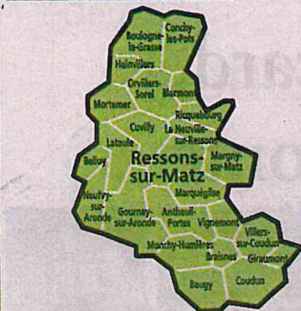 Boulogne-
la-Grasse
Conchy-
les-Pots
Hainvillers
Orvillers-
Sorel
Biermont
Mortemer
Ricquebourg
Cuvilly
La Neuville-
sur-Ressons
Lataule
Belloy
Ressons-
sur-Matz
Margny-
sur-Matz
Marquéglise
Neufvy-
sur-
Aronde
Gournay-
sur-Aronde
Antheuil-
Portes
Vignemont
Villers-
sur-Coudun
Monchy-Humières
Braisnes
Giraumont
Baugy
Coudun